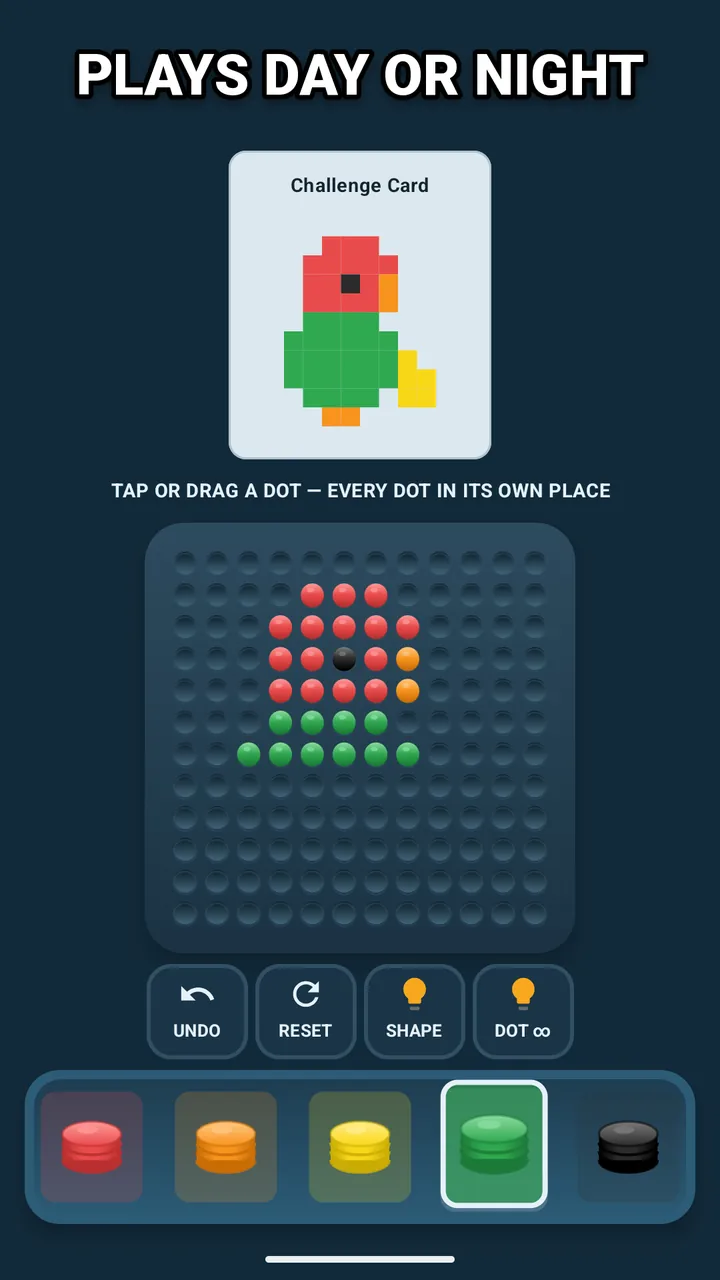 PLAYS DAY OR NIGHT
Challenge Card
TAP OR DRAG A DOT — EVERY DOT IN ITS OWN PLACE
UNDO
RESET
SHAPE
DOT ∞